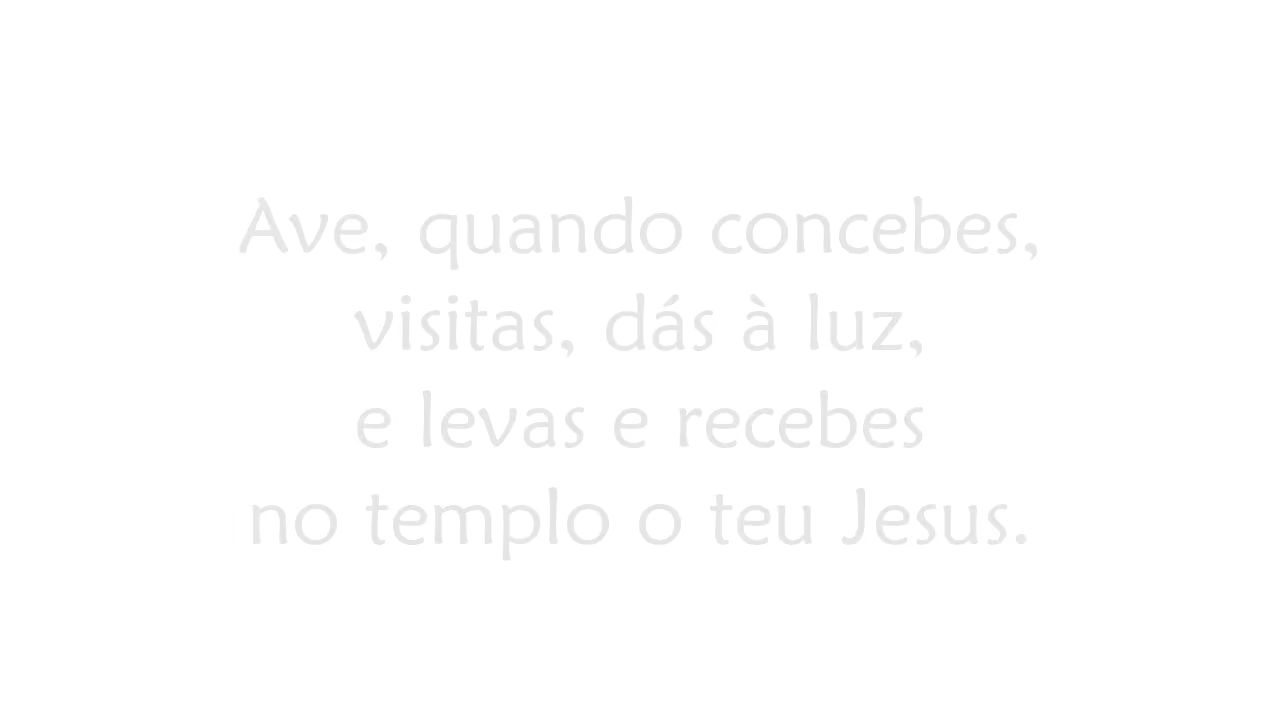 Ave, quando concebes,
visitas, dás à luz,
e levas e recebes
no templo o teu Jesus.